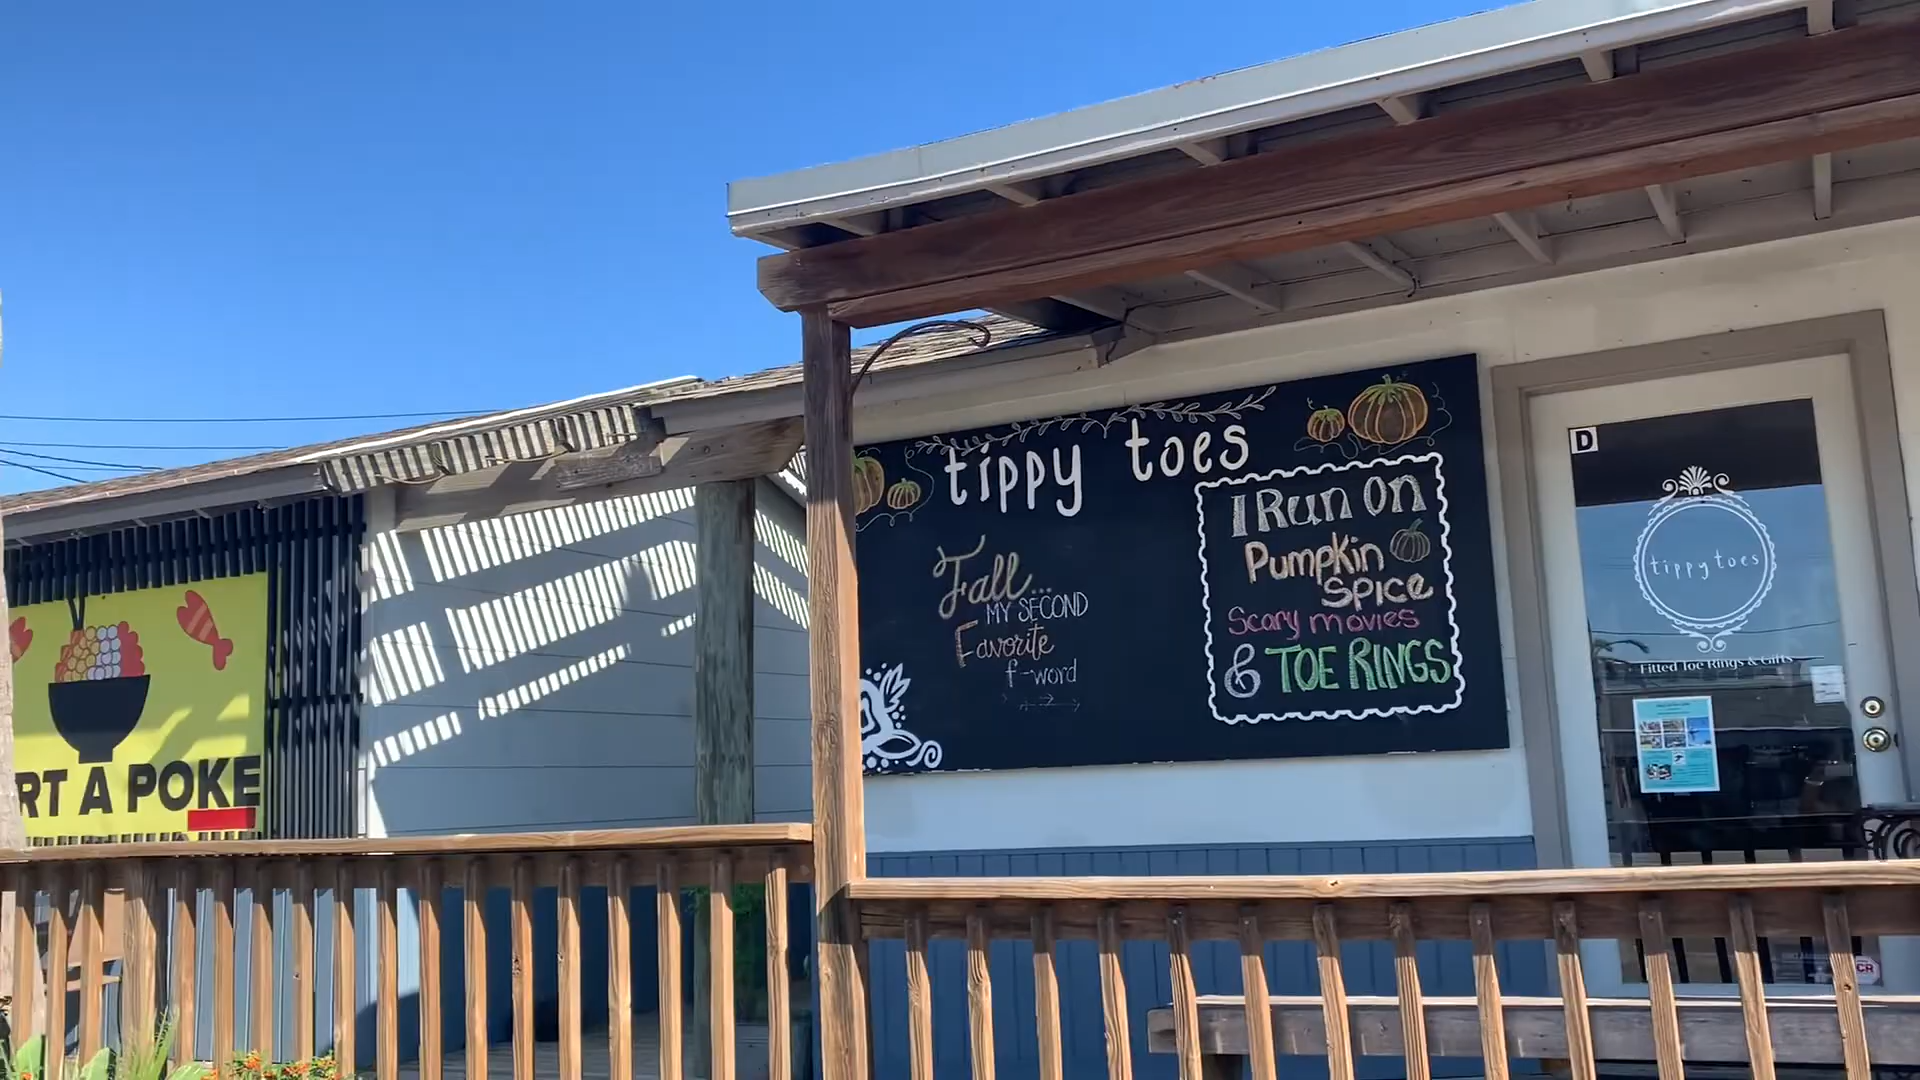 RT A POKE
tippy toes
Fall...
MY SECOND
Favorite
f-word
I Run On
Pumpkin
Spice
Scary movies
& TOE RINGS
D
tippy toes
Fitted Toe Rings & Gifts
CR